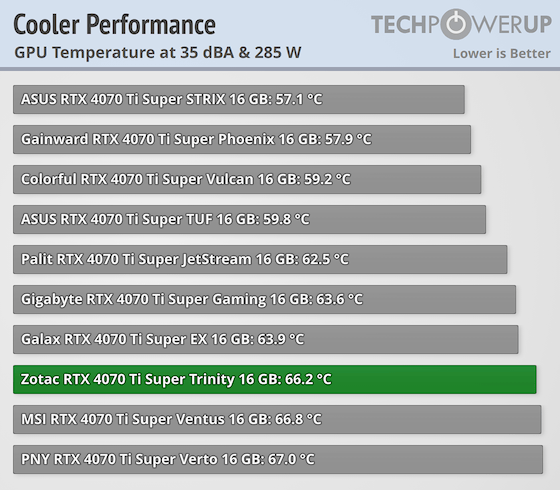 Cooler Performance
TECHPOWERUP
GPU Temperature at 35 dBA & 285 W
Lower is Better
ASUS RTX 4070 Ti Super STRIX 16 GB: 57.1 °C
Gainward RTX 4070 Ti Super Phoenix 16 GB: 57.9 °C
Colorful RTX 4070 Ti Super Vulcan 16 GB: 59.2 °C
ASUS RTX 4070 Ti Super TUF 16 GB: 59.8 °C
Palit RTX 4070 Ti Super JetStream 16 GB: 62.5 °C
Gigabyte RTX 4070 Ti Super Gaming 16 GB: 63.6 °C
Galax RTX 4070 Ti Super EX 16 GB: 63.9 °C
Zotac RTX 4070 Ti Super Trinity 16 GB: 66.2 °C
MSI RTX 4070 Ti Super Ventus 16 GB: 66.8 °C
PNY RTX 4070 Ti Super Verto 16 GB: 67.0 °C